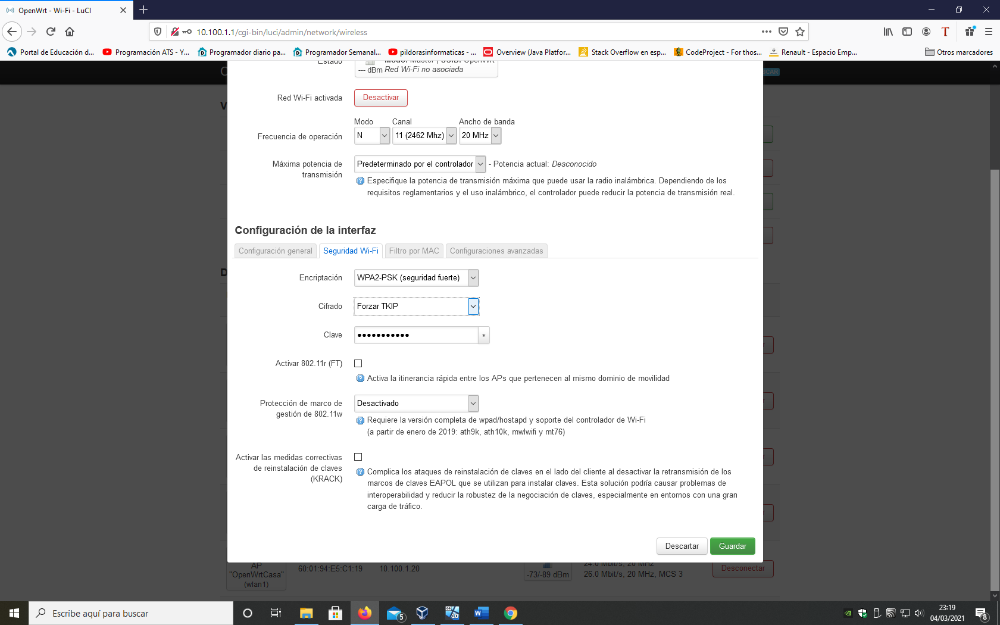 OpenWrt - Wi-Fi - LuCI
10.100.1.1/cgi-bin/luci/admin/network/wireless
Portal de Educación d...
Programación ATS - Y...
Programador diario pa...
Programador Semanal...
pildorasinformaticas - ...
Overview (Java Platfor...
Stack Overflow en esp...
CodeProject - For thos...
Renault - Espacio Emp...
Otros marcadores
Estado
Modo: Master | SSID: OpenWrt
--- dBm Red Wi-Fi no asociada
Red Wi-Fi activada
Desactivar
Modo Canal Ancho de banda
Frecuencia de operación
N
11 (2462 Mhz)
20 MHz
Máxima potencia de
transmisión
Predeterminado por el controlador
- Potencia actual: Desconocido
Especifique la potencia de transmisión máxima que puede usar la radio inalámbrica. Dependiendo de los
requisitos reglamentarios y el uso inalámbrico, el controlador puede reducir la potencia de transmisión real.
Configuración de la interfaz
Configuración general
Seguridad Wi-Fi
Filtro por MAC
Configuraciones avanzadas
Encriptación
WPA2-PSK (seguridad fuerte)
Cifrado
Forzar TKIP
Clave
•••••••••••
*
Activar 802.11r (FT)
Activa la itinerancia rápida entre los APs que pertenecen al mismo dominio de movilidad
Protección de marco de
gestión de 802.11w
Desactivado
Requiere la versión completa de wpad/hostapd y soporte del controlador de Wi-Fi
(a partir de enero de 2019: ath9k, ath10k, mwlwifi y mt76)
Activar las medidas correctivas
de reinstalación de claves
(KRACK)
Complica los ataques de reinstalación de claves en el lado del cliente al desactivar la retransmisión de los
marcos de claves EAPOL que se utilizan para instalar claves. Esta solución podría causar problemas de
interoperabilidad y reducir la robustez de la negociación de claves, especialmente en entornos con una gran
carga de tráfico.
Descartar
Guardar
AP
"OpenWrtCasa"
(wlan1)
60:01:94:E5:C1:19
10.100.1.20
-73/-89 dBm
24.0 Mbit/s, 20 MHz
26.0 Mbit/s, 20 MHz, MCS 3
Desconectar
Escribe aquí para buscar
5
23:19
04/03/2021
8